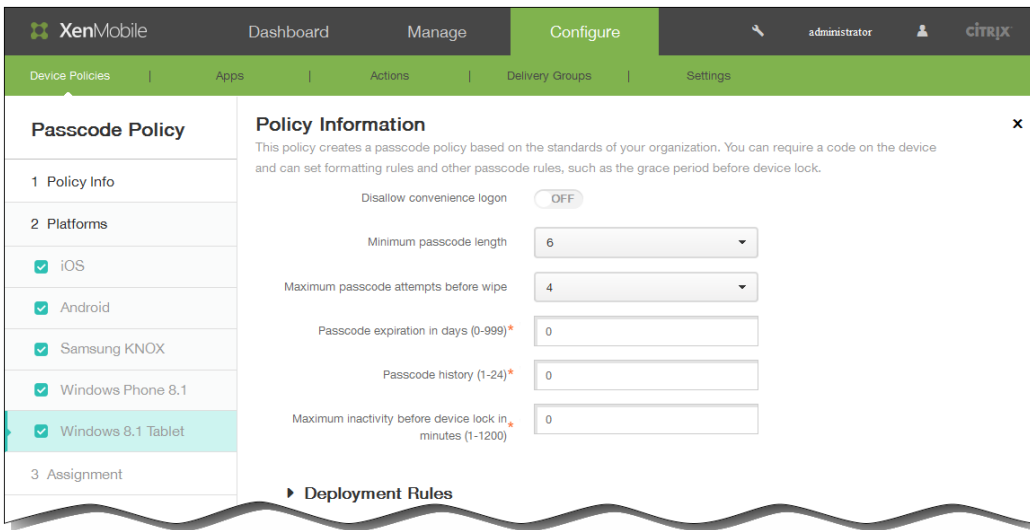 XenMobile Dashboard Manage Configure administrator CITRIX
Device Policies | Apps | Actions | Delivery Groups | Settings
Passcode Policy
1 Policy Info
2 Platforms
iOS
Android
Samsung KNOX
Windows Phone 8.1
Windows 8.1 Tablet
3 Assignment
Policy Information
x
This policy creates a passcode policy based on the standards of your organization. You can require a code on the device
and can set formatting rules and other passcode rules, such as the grace period before device lock.
Disallow convenience logon OFF
Minimum passcode length 6
Maximum passcode attempts before wipe 4
Passcode expiration in days (0-999)* 0
Passcode history (1-24)* 0
Maximum inactivity before device lock in
minutes (1-1200)* 0
Deployment Rules